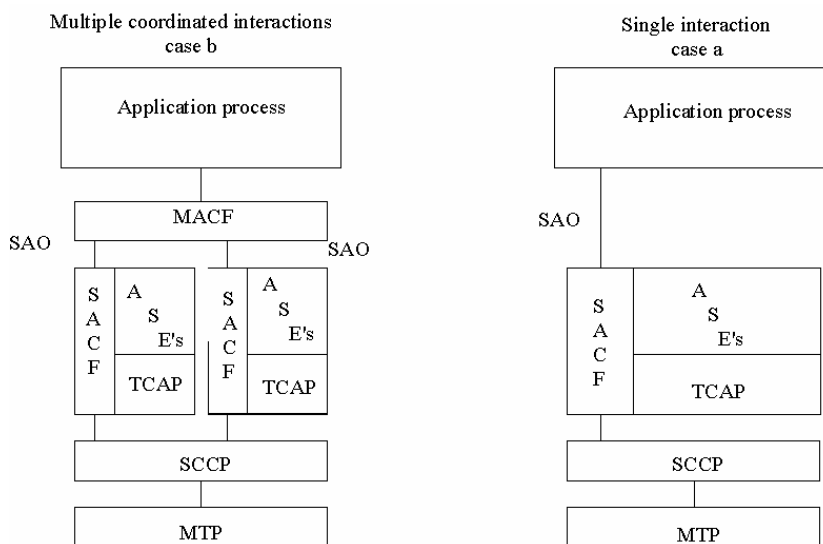 Multiple coordinated interactions
case b
Application process
MACF
SAO
SAO
S
A
C
F
A
S
E's
TCAP
S
A
C
F
A
S
E's
TCAP
SCCP
MTP
Single interaction
case a
Application process
SAO
S
A
C
F
A
S
E's
TCAP
SCCP
MTP